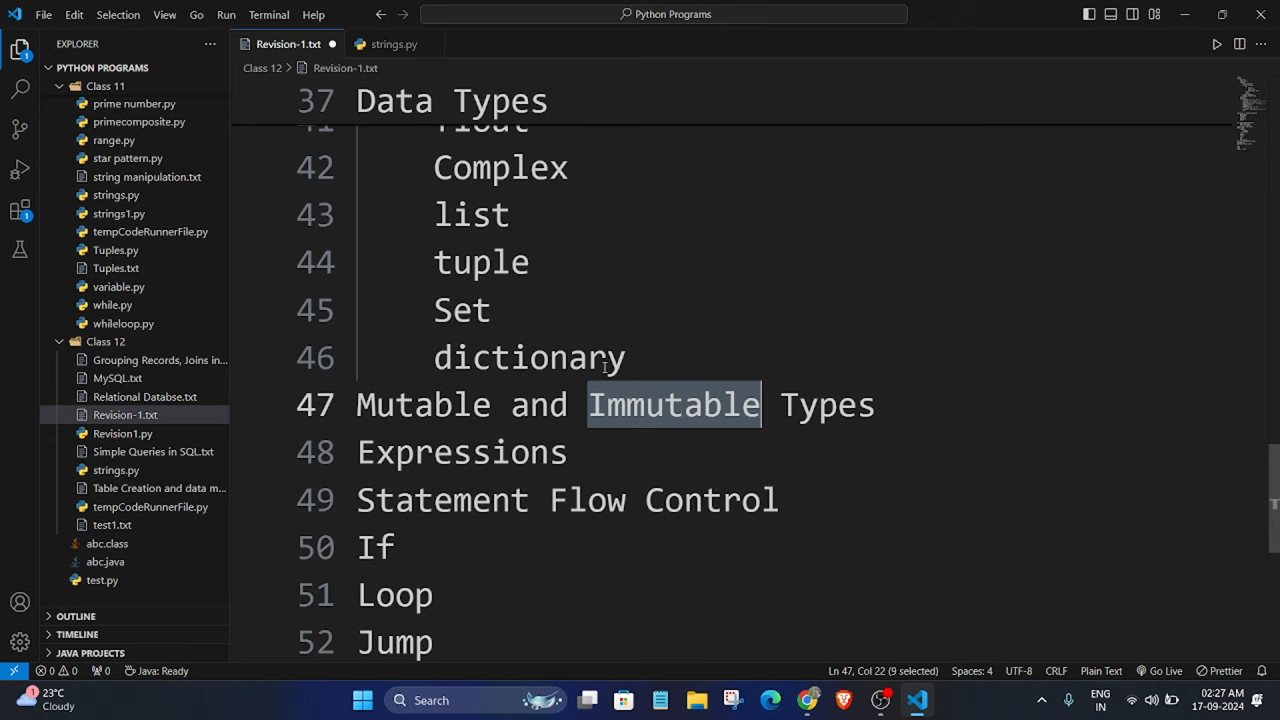 File Edit Selection View Go Run Terminal Help
Python Programs
EXPLORER
Revision-1.txt
strings.py
PYTHON PROGRAMS
Class 12 > Revision-1.txt
Class 11
prime number.py
primecomposite.py
range.py
star pattern.py
string manipulation.txt
strings.py
strings1.py
tempCodeRunnerFile.py
Tuples.py
Tuples.txt
variable.py
while.py
whileloop.py
Class 12
Grouping Records, Joins in...
MySQL.txt
Relational Databse.txt
Revision-1.txt
Revision1.py
Simple Queries in SQL.txt
strings.py
Table Creation and data m...
tempCodeRunnerFile.py
test1.txt
abc.class
abc.java
test.py
OUTLINE
TIMELINE
JAVA PROJECTS
37 Data Types
41 float
42 Complex
43 list
44 tuple
45 Set
46 dictionary
47 Mutable and Immutable Types
48 Expressions
49 Statement Flow Control
50 If
51 Loop
52 Jump
0 0 0 Java: Ready
Ln 47, Col 22 (9 selected) Spaces: 4 UTF-8 CRLF Plain Text Go Live Prettier
1
23°C
Cloudy
Search
ENG
IN
02:27 AM
17-09-2024